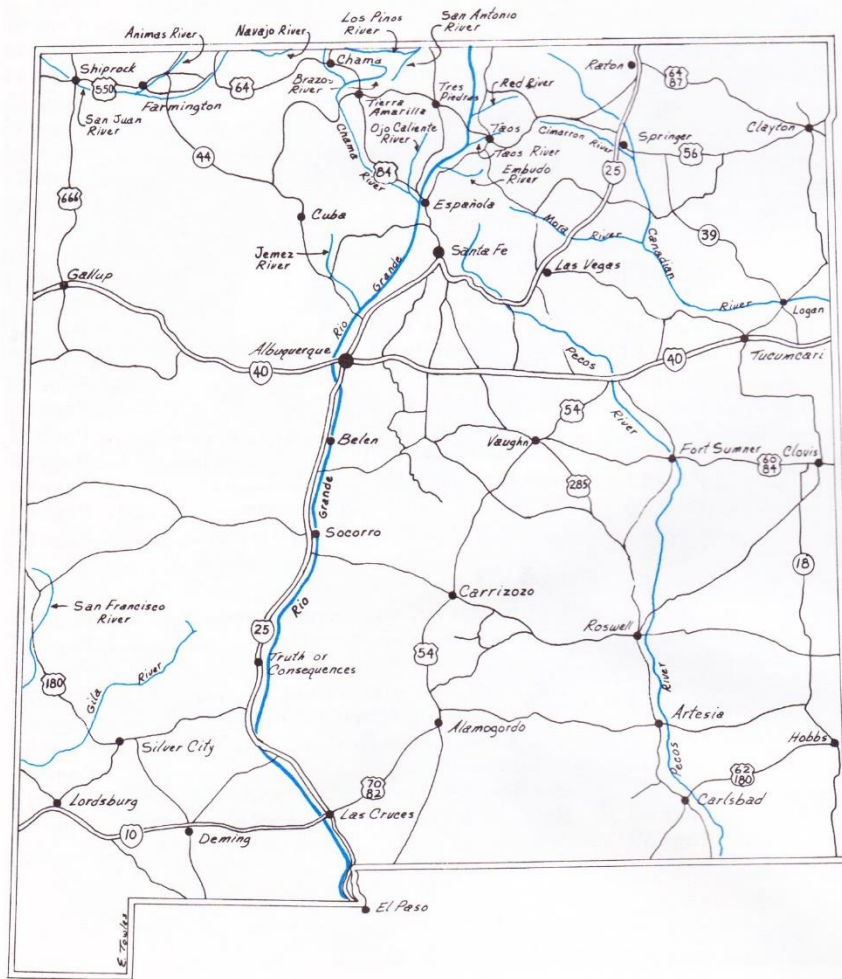 Animas River
Navajo River
Los Pinos
River
San Antonio
River
Shiprock
550
Farmington
San Juan
River
64
Chama
Brazos
River
Tierra
Amarilla
Tres
Piedras
Red River
Raton
64
87
Ojo Caliente
River
Chama
River
Taos
Taos River
Cimarron River
Springer
56
Clayton
44
84
Embudo
River
25
666
Cuba
Española
Mora
River
Canadian
River
39
Jemez
River
Santa Fe
Las Vegas
Gallup
Rio
Grande
Logan
Albuquerque
40
Pecos
River
40
Tucumcari
54
Belen
Vaughn
Fort Sumner
60
84
Clovis
Grande
285
Socorro
18
San Francisco
River
Rio
Carrizozo
Roswell
25
54
Truth or
Consequences
180
Gila
River
River
Silver City
Alamogordo
Artesia
Hobbs
Pecos
62
180
70
82
Lordsburg
Las Cruces
Carlsbad
10
Deming
El Paso
E Towles